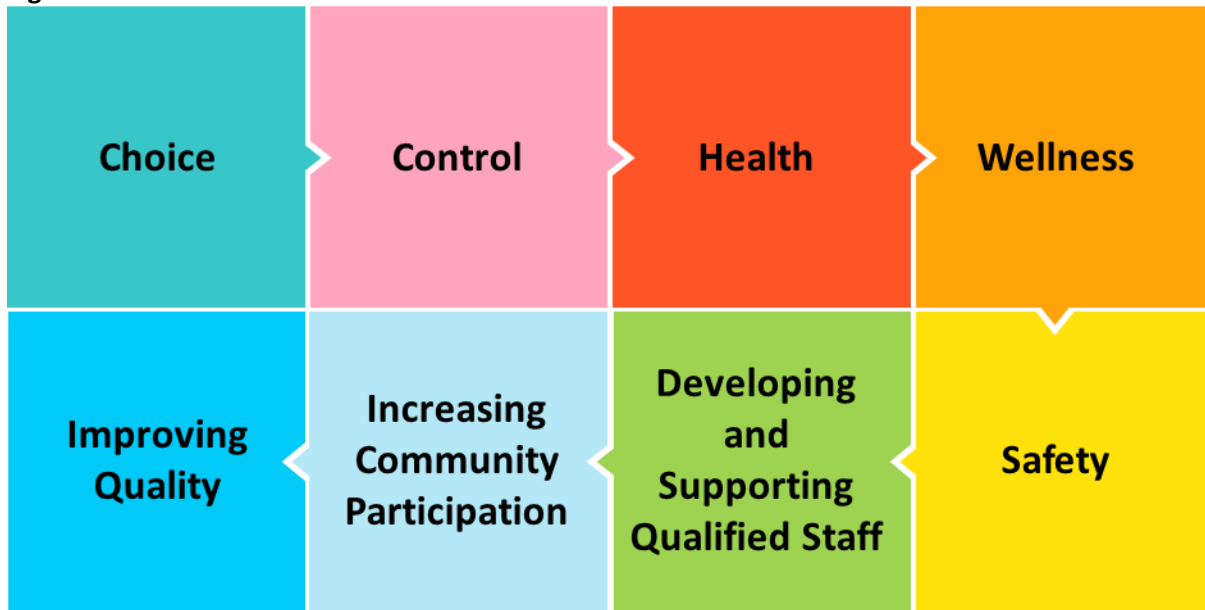 Choice
Control
Health
Wellness
Improving
Quality
Increasing
Community
Participation
Developing
and
Supporting
Qualified Staff
Safety